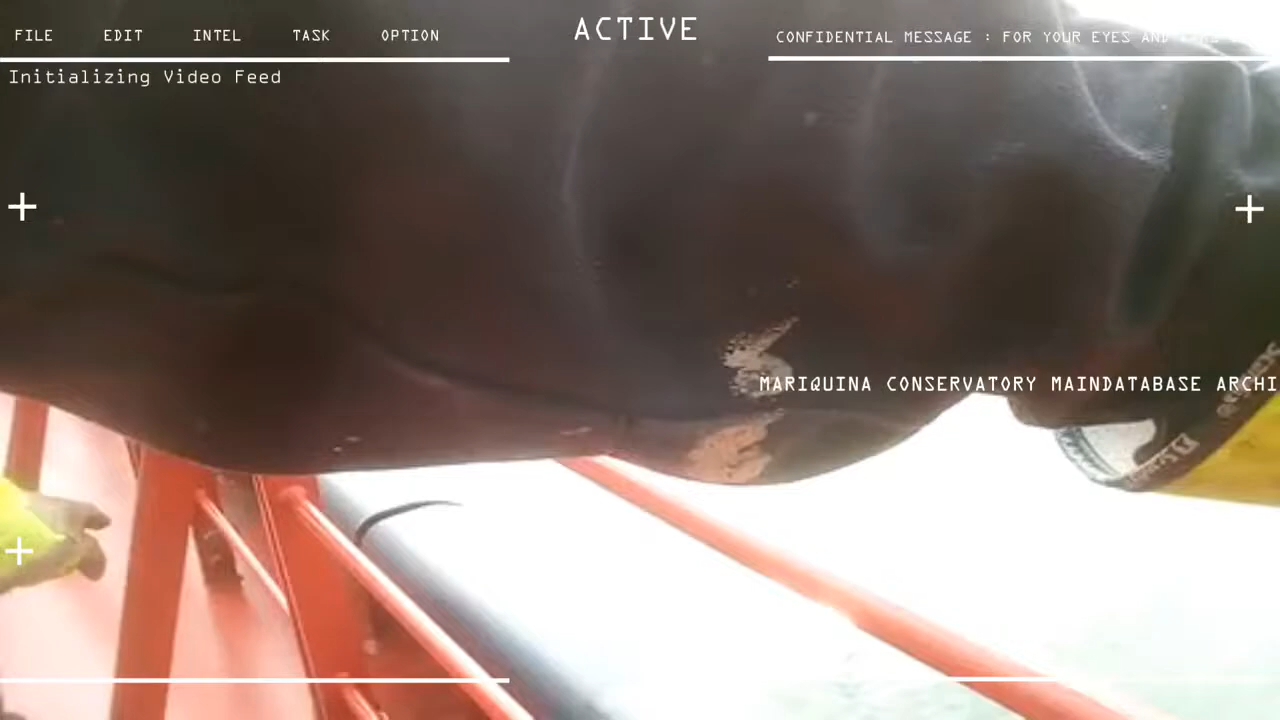 FILE EDIT INTEL TASK OPTION
ACTIVE
CONFIDENTIAL MESSAGE : FOR YOUR EYES AND
Initializing Video Feed
MARIQUINA CONSERVATORY MAINDATABASE ARCHI